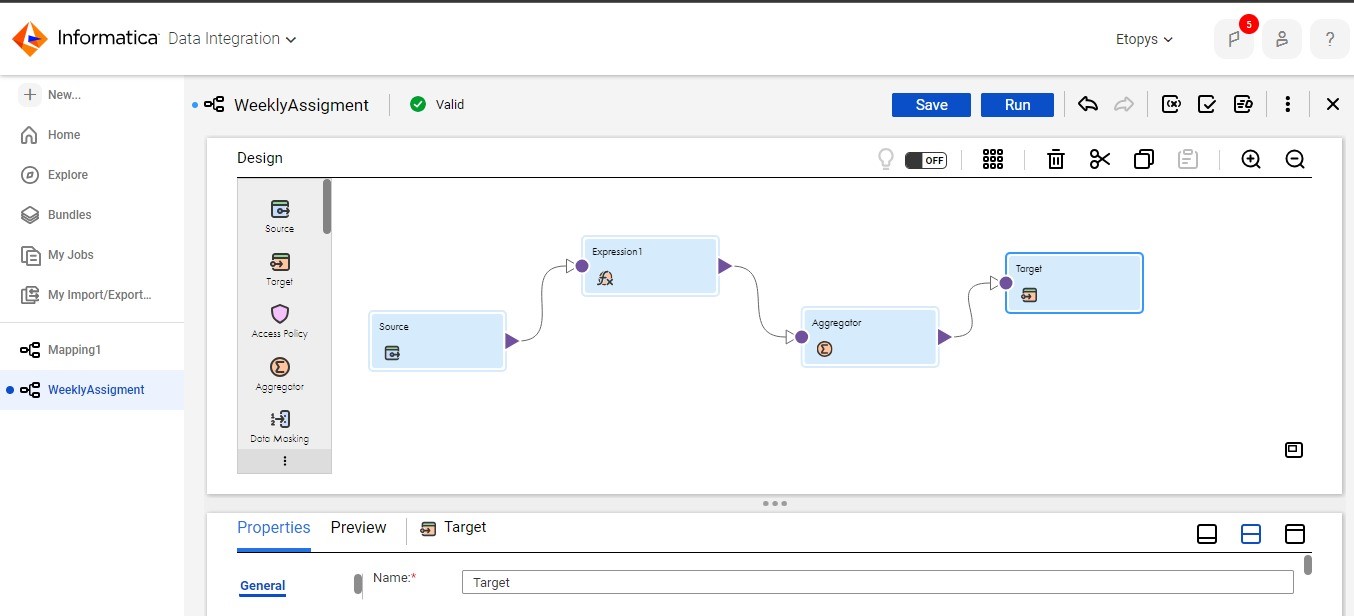 Informatica Data Integration
Etopys
5
?
New...
Home
Explore
Bundles
My Jobs
My Import/Export...
Mapping1
WeeklyAssigment
WeeklyAssigment
Valid
Save
Run
Design
OFF
Source
Target
Access Policy
Aggregator
Data Masking
Source
Expression1
Aggregator
Target
Properties
Preview
Target
General
Name:*
Target